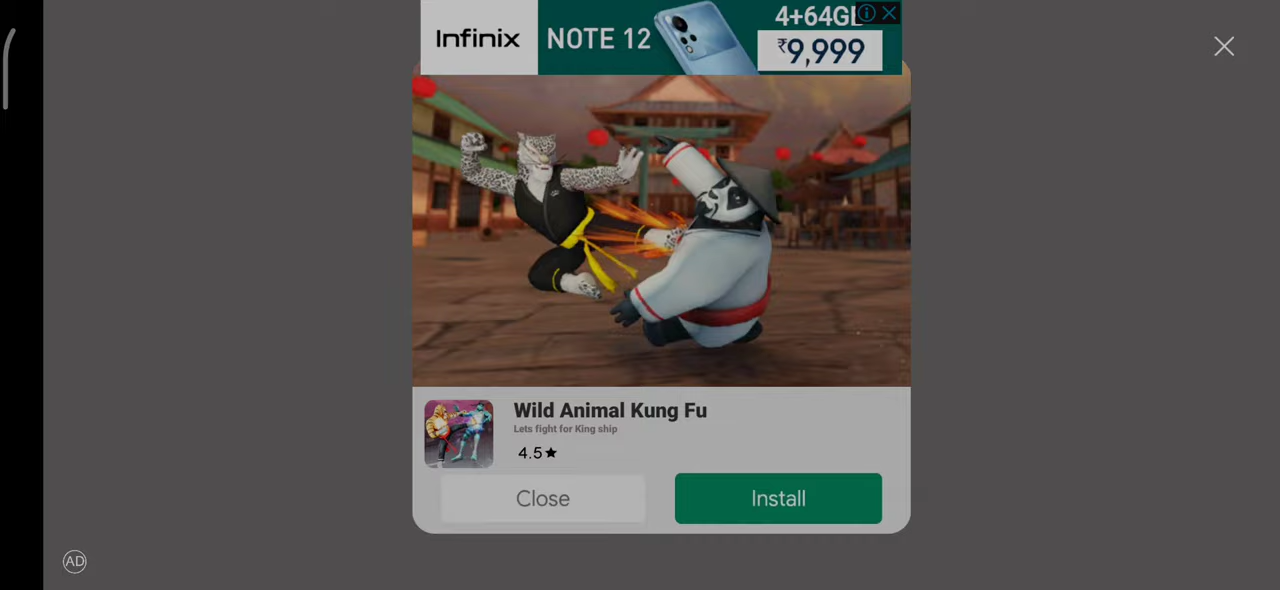 Infinix
NOTE 12
4+64G
₹9,999
Wild Animal Kung Fu
Lets fight for King ship
4.5★
Close
Install
AD